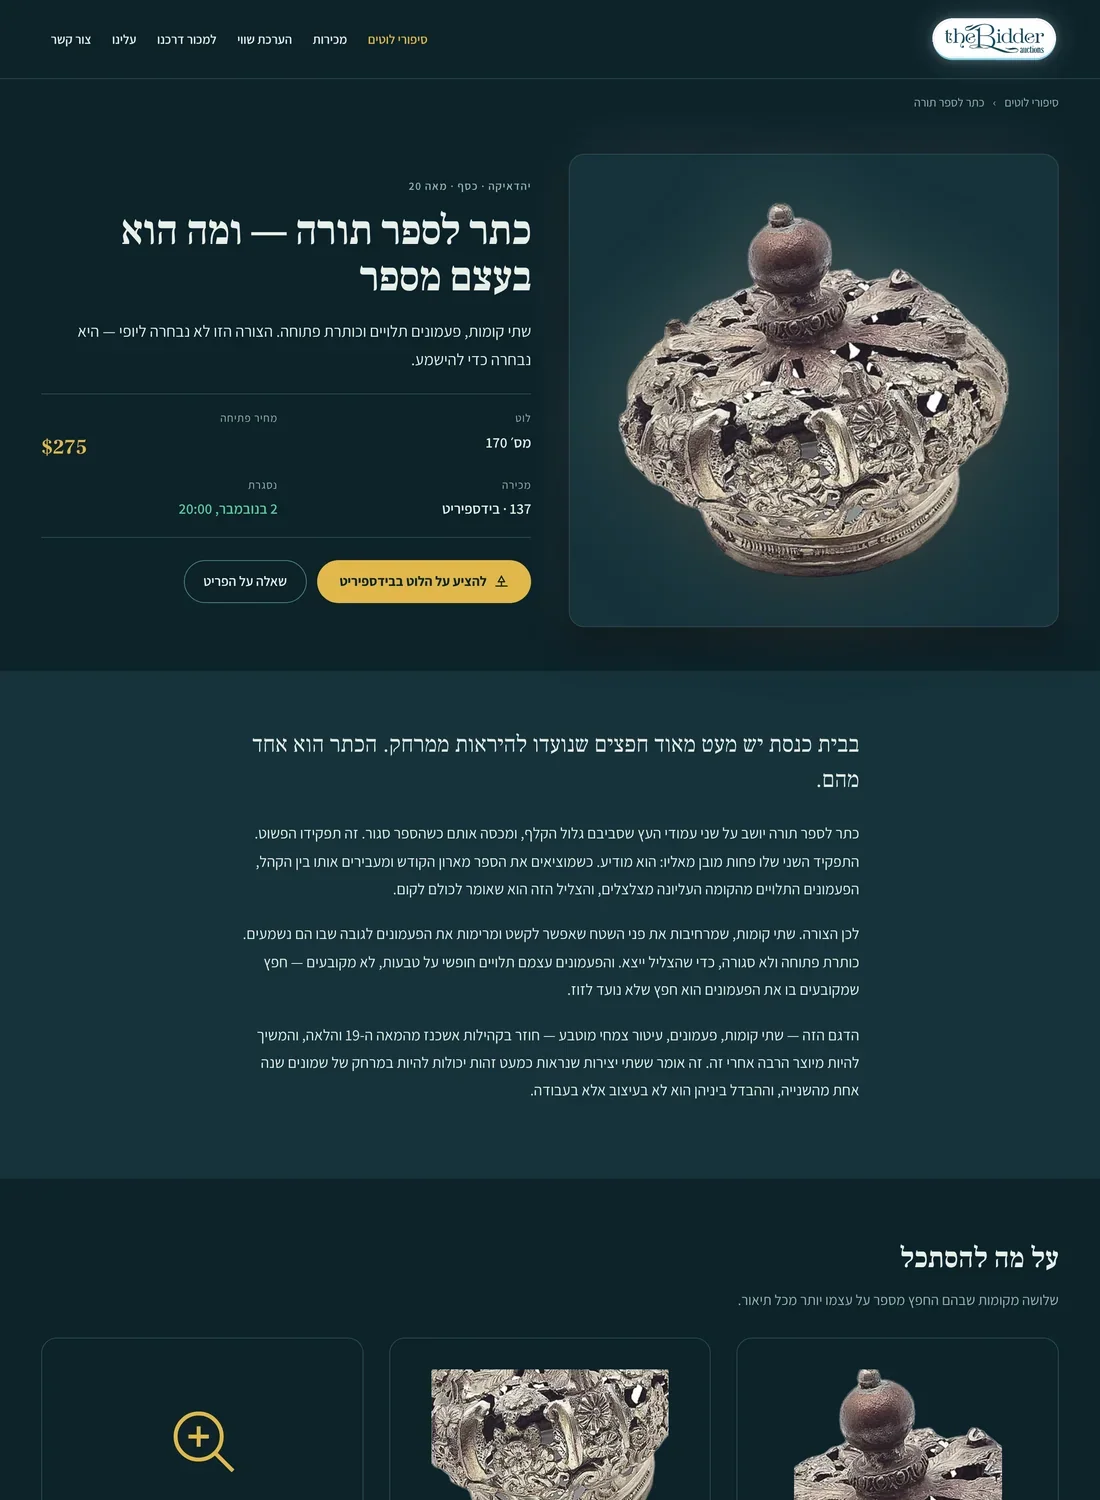 theBidder
auctions
סיפורי לוטים
מכירות
הערכת שווי
למכור דרכנו
עלינו
צור קשר
סיפורי לוטים › כתר לספר תורה
יהדאיקה · כסף · מאה 20
כתר לספר תורה — ומה הוא
בעצם מספר
שתי קומות, פעמונים תלויים וכותרת פתוחה. הצורה הזו לא נבחרה ליופי — היא
נבחרה כדי להישמע.
לוט
מס׳ 170
מחיר פתיחה
$275
מכירה
137 · בידספיריט
נסגרת
2 בנובמבר, 20:00
להציע על הלוט בבידספיריט
שאלה על הפריט
בבית כנסת יש מעט מאוד חפצים שנועדו להיראות ממרחק. הכתר הוא אחד
מהם.
כתר לספר תורה יושב על שני עמודי העץ שסביבם גלול הקלף, ומכסה אותם כשהספר סגור. זה תפקידו הפשוט.
התפקיד השני שלו פחות מובן מאליו: הוא מודיע. כשמוציאים את הספר מארון הקודש ומעבירים אותו בין הקהל,
הפעמונים התלויים מהקומה העליונה מצלצלים, והצליל הזה הוא שאומר לכולם לקום.
לכן הצורה. שתי קומות, שמרחיבות את פני השטח שאפשר לקשט ומרימות את הפעמונים לגובה שבו הם נשמעים.
כותרת פתוחה ולא סגורה, כדי שהצליל ייצא. והפעמונים עצמם תלויים חופשי על טבעות, לא מקובעים — חפץ
שמקובעים בו את הפעמונים הוא חפץ שלא נועד לזוז.
הדגם הזה — שתי קומות, פעמונים, עיטור צמחי מוטבע — חוזר בקהילות אשכנז מהמאה ה-19 והלאה, והמשיך
להיות מיוצר הרבה אחרי זה. זה אומר ששתי יצירות שנראות כמעט זהות יכולות להיות במרחק של שמונים שנה
אחת מהשנייה, וההבדל ביניהן הוא לא בעיצוב אלא בעבודה.
על מה להסתכל
שלושה מקומות שבהם החפץ מספר על עצמו יותר מכל תיאור.